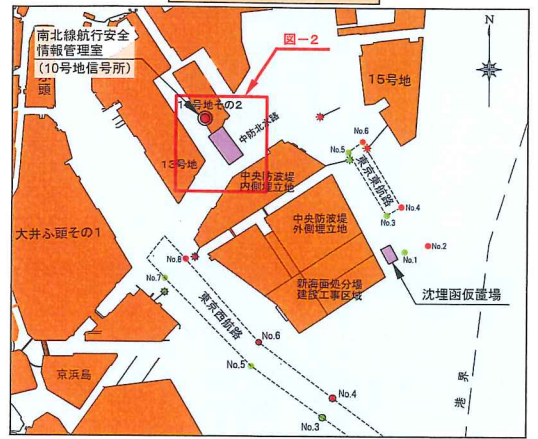 南北線航行安全
情報管理室
(10号地信号所)
図-2
N
15号地
10号地その2
中防北水路
13号地
No.6
No.5
東京東航路
No.4
No.3
中央防波堤
内側埋立地
中央防波堤
外側埋立地
No.2
No.1
大井ふ頭その1
No.8
No.7
新海面処分場
建設工事区域
沈埋函仮置場
東京西航路
No.6
No.5
京浜島
No.4
No.3
港界